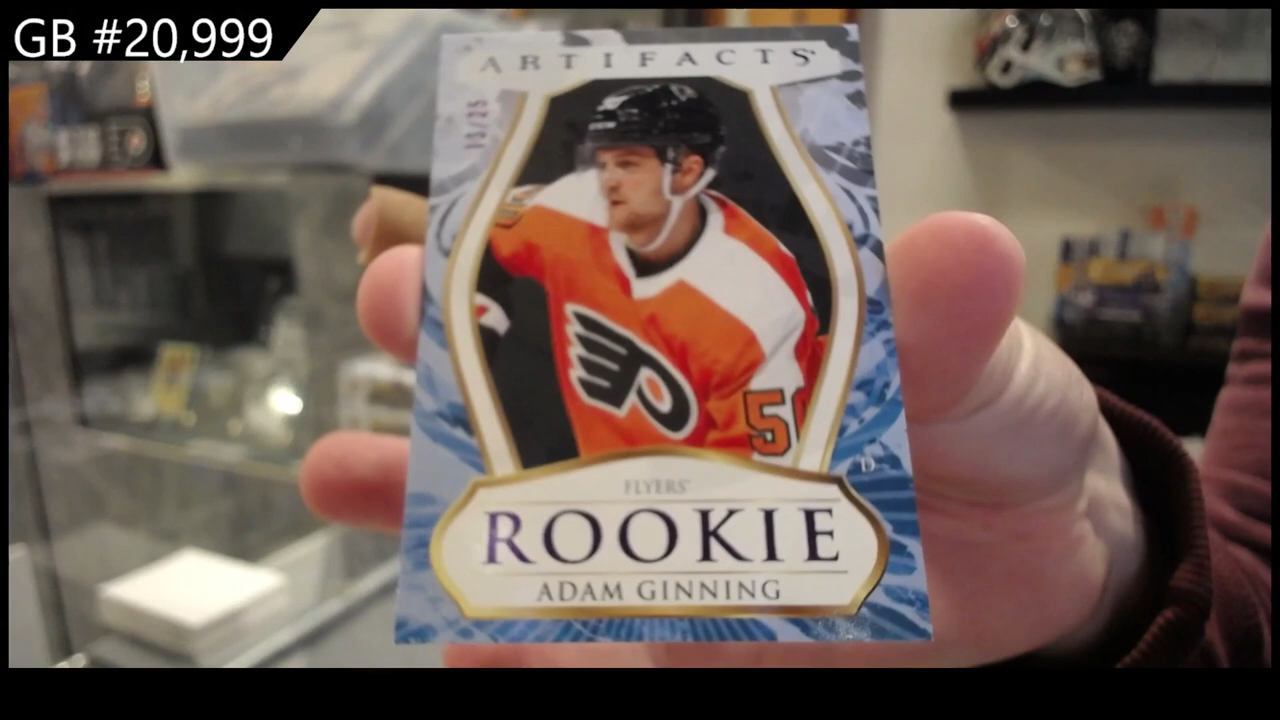 GB #20,999
ARTIFACTS
FLYERS
ROOKIE
ADAM GINNING
D